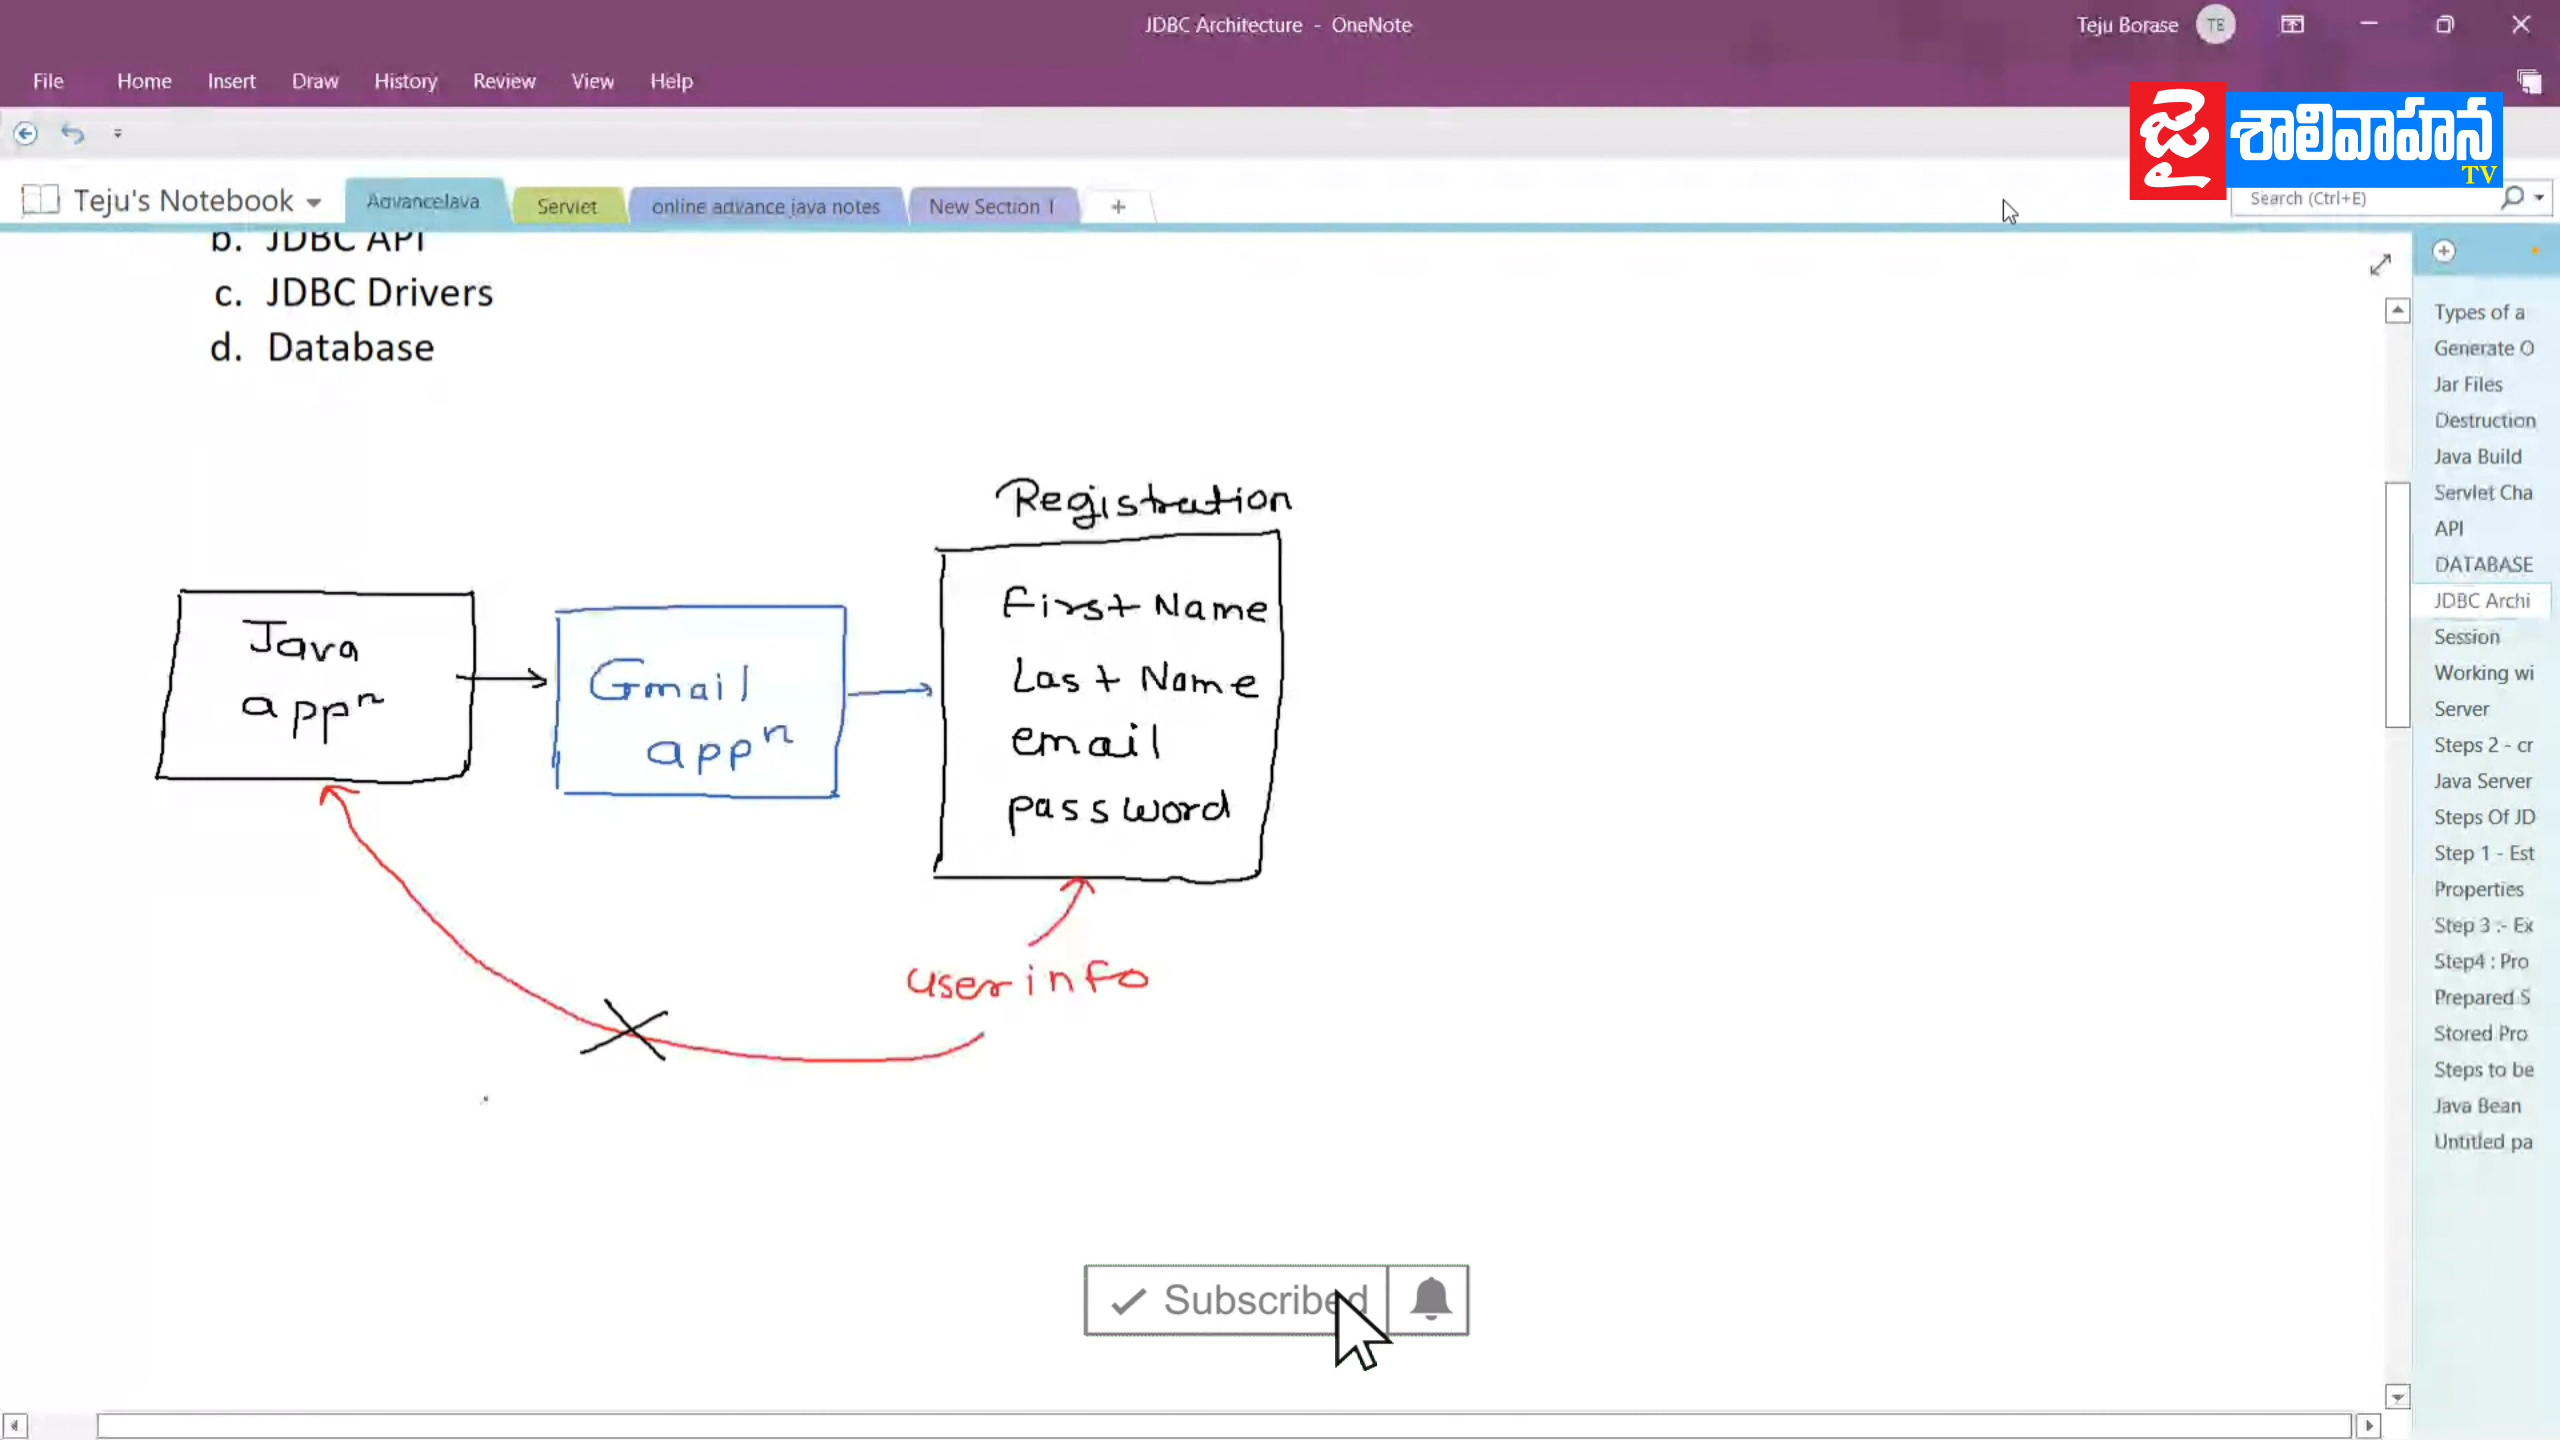 JDBC Architecture - OneNote
Teju Borase TE
File Home Insert Draw History Review View Help
జై శాలివాహన
TV
Teju's Notebook
AdvanceJava
Servlet
online advance java notes
New Section 1
+
Search (Ctrl+E)
b. JDBC API
c. JDBC Drivers
d. Database
Registration
First Name
Last Name
email
password
Java
appⁿ
Gmail
appⁿ
user info
Subscribed
Types of a
Generate O
Jar Files
Destruction
Java Build
Servlet Cha
API
DATABASE
JDBC Archi
Session
Working wi
Server
Steps 2 - cr
Java Server
Steps Of JD
Step 1 - Est
Properties
Step 3 :- Ex
Step4 : Pro
Prepared S
Stored Pro
Steps to be
Java Bean
Untitled pa